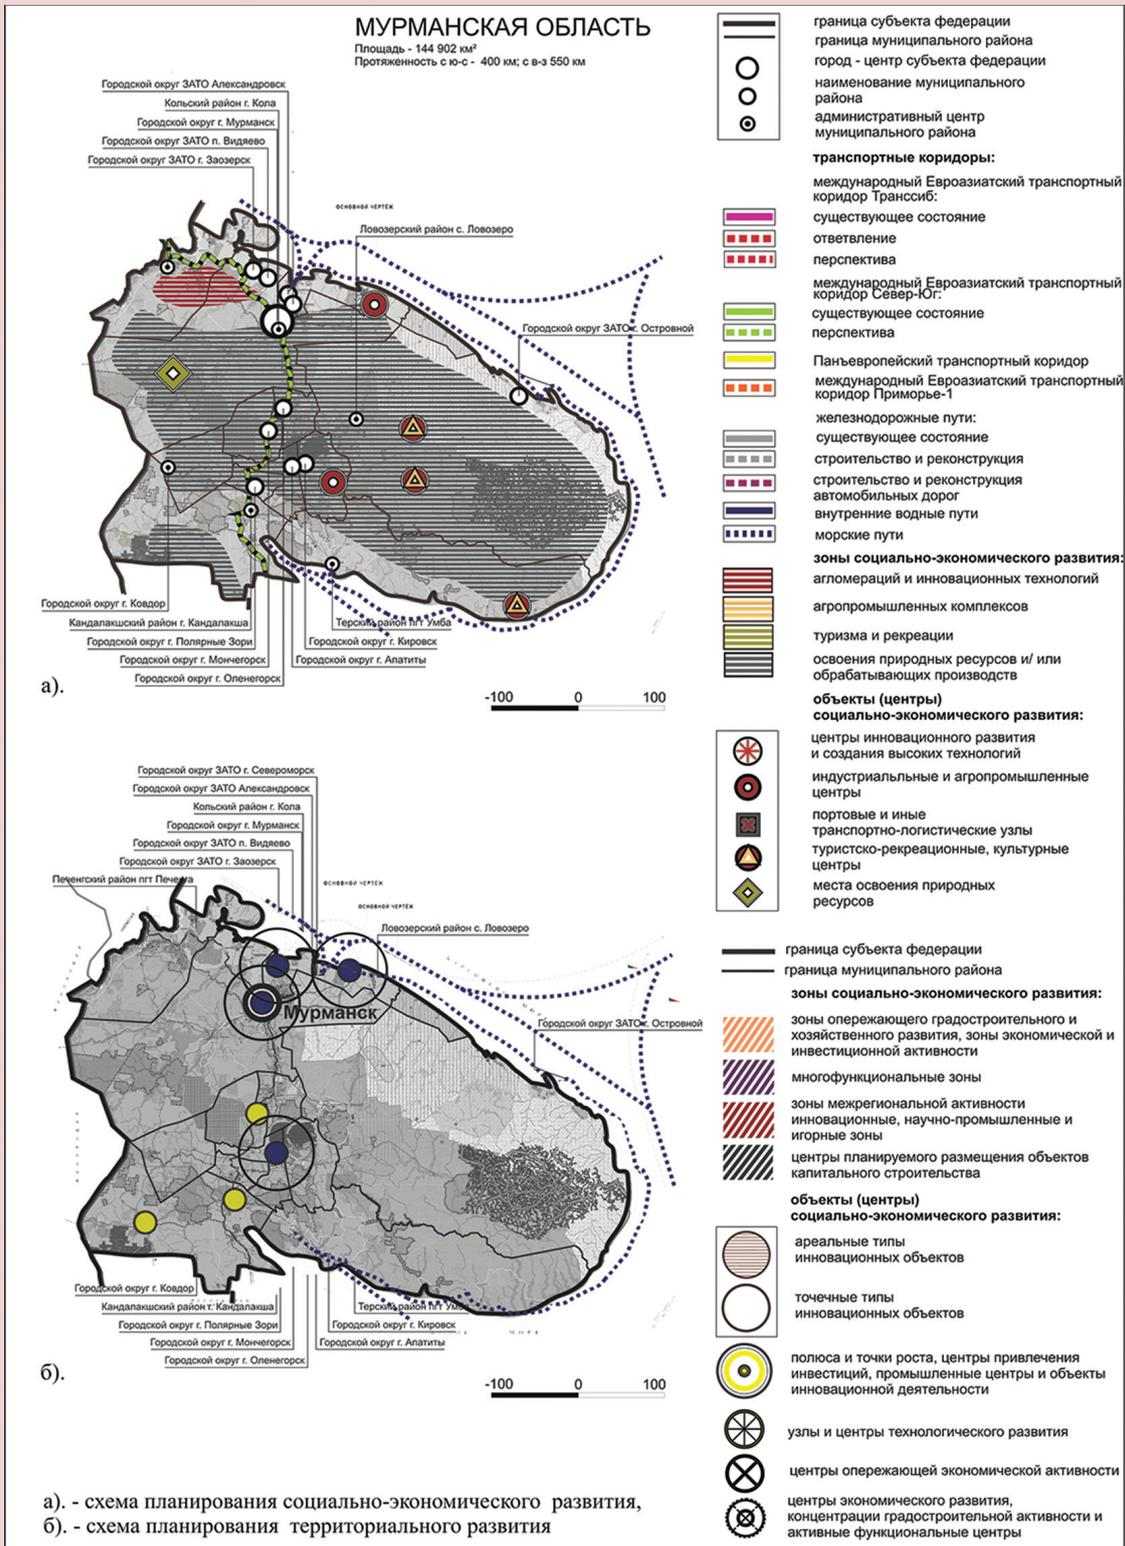 МУРМАНСКАЯ ОБЛАСТЬ
Площадь - 144 902 км²
Протяженность с ю-с - 400 км; с в-з 550 км
Городской округ ЗАТО Александровск
Кольский район г. Кола
Городской округ г. Мурманск
Городской округ ЗАТО п. Видяево
Городской округ ЗАТО г. Заозерск
ОСНОВНОЙ ЧЕРТЁЖ
Ловозерский район с. Ловозеро
Городской округ ЗАТО г. Островной
Городской округ г. Ковдор
Кандалакшский район г. Кандалакша
Городской округ г. Полярные Зори
Городской округ г. Мончегорск
Городской округ г. Оленегорск
Терский район пгт Умба
Городской округ г. Кировск
Городской округ г. Апатиты
а).
-100 0 100
Городской округ ЗАТО г. Североморск
Городской округ ЗАТО Александровск
Кольский район г. Кола
Городской округ г. Мурманск
Городской округ ЗАТО п. Видяево
Городской округ ЗАТО г. Заозерск
Печенгский район пгт Печенга
ОСНОВНОЙ ЧЕРТЁЖ
ОСНОВНОЙ ЧЕРТЁЖ
Ловозерский район с. Ловозеро
Мурманск
Городской округ ЗАТО г. Островной
Городской округ г. Ковдор
Кандалакшский район г. Кандалакша
Городской округ г. Полярные Зори
Городской округ г. Мончегорск
Городской округ г. Оленегорск
Терский район пгт Умба
Городской округ г. Кировск
Городской округ г. Апатиты
б).
-100 0 100
а). - схема планирования социально-экономического развития,
б). - схема планирования территориального развития
граница субъекта федерации
граница муниципального района
город - центр субъекта федерации
наименование муниципального
района
административный центр
муниципального района
транспортные коридоры:
международный Евроазиатский транспортный
коридор Транссиб:
существующее состояние
ответвление
перспектива
международный Евроазиатский транспортный
коридор Север-Юг:
существующее состояние
перспектива
Панъевропейский транспортный коридор
международный Евроазиатский транспортный
коридор Приморье-1
железнодорожные пути:
существующее состояние
строительство и реконструкция
строительство и реконструкция
автомобильных дорог
внутренние водные пути
морские пути
зоны социально-экономического развития:
агломераций и инновационных технологий
агропромышленных комплексов
туризма и рекреации
освоения природных ресурсов и/ или
обрабатывающих производств
объекты (центры)
социально-экономического развития:
центры инновационного развития
и создания высоких технологий
индустриальльные и агропромышленные
центры
портовые и иные
транспортно-логистические узлы
туристско-рекреационные, культурные
центры
места освоения природных
ресурсов
граница субъекта федерации
граница муниципального района
зоны социально-экономического развития:
зоны опережающего градостроительного и
хозяйственного развития, зоны экономической и
инвестиционной активности
многофункциональные зоны
зоны межрегиональной активности
инновационные, научно-промышленные и
игорные зоны
центры планируемого размещения объектов
капитального строительства
объекты (центры)
социально-экономического развития:
ареальные типы
инновационных объектов
точечные типы
инновационных объектов
полюса и точки роста, центры привлечения
инвестиций, промышленные центры и объекты
инновационной деятельности
узлы и центры технологического развития
центры опережающей экономической активности
центры экономического развития,
концентрации градостроительной активности и
активные функциональные центры